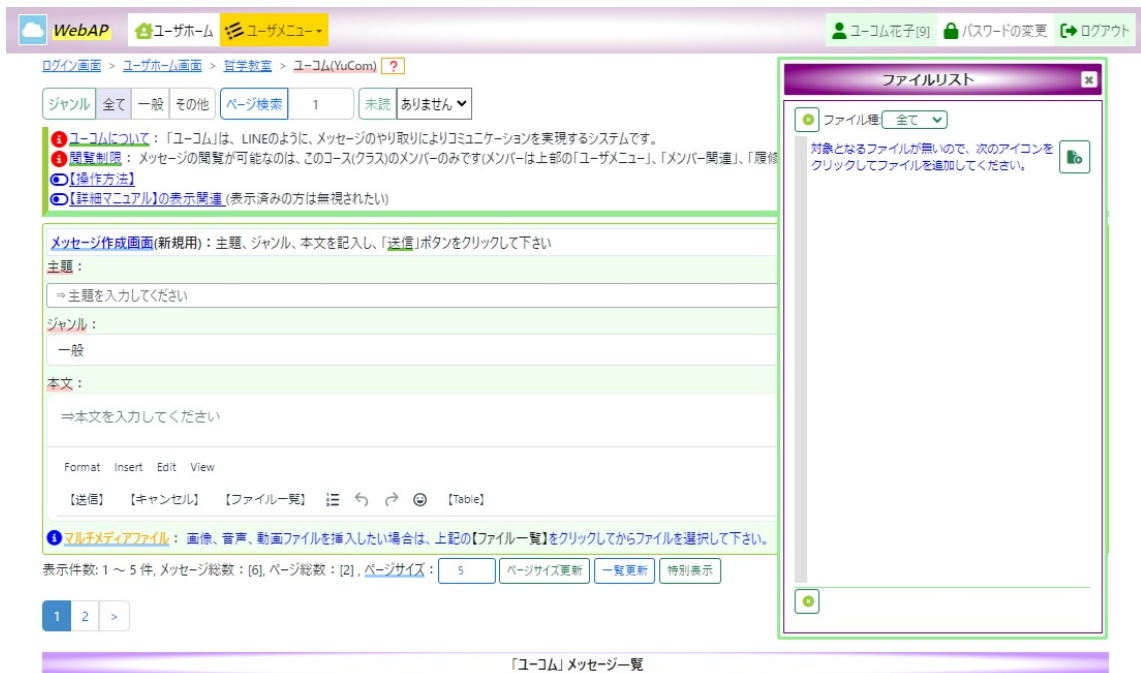 WebAP ユーザホーム ユーザメニュー ユーコム花子[9] パスワードの変更 ログアウト
ログイン画面 > ユーザホーム画面 > 哲学教室 > ユーコム(YuCom) ?
ジャンル 全て 一般 その他 ページ検索 1 未読 ありません
ユーコムについて：「ユーコム」は、LINEのように、メッセージのやり取りによりコミュニケーションを実現するシステムです。
閲覧制限：メッセージの閲覧が可能なのは、このコース(クラス)のメンバーのみです(メンバーは上部の「ユーザメニュー」、「メンバー関連」、「履修
【操作方法】
【詳細マニュアル】の表示関連 (表示済みの方は無視されたい)
メッセージ作成画面(新規用)：主題、ジャンル、本文を記入し、「送信」ボタンをクリックして下さい
主題：
⇒主題を入力してください
ジャンル：
一般
本文：
⇒本文を入力してください
Format Insert Edit View
【送信】 【キャンセル】 【ファイル一覧】 【Table】
マルチメディアファイル： 画像、音声、動画ファイルを挿入したい場合は、上記の【ファイル一覧】をクリックしてからファイルを選択して下さい。
表示件数: 1 ～ 5 件, メッセージ総数：[6], ページ総数：[2] , ページサイズ： 5 ページサイズ更新 一覧更新 特別表示
1 2 >
「ユーコム」メッセージ一覧
ファイルリスト
ファイル種 全て
対象となるファイルが無いので、次のアイコンを
クリックしてファイルを追加してください。